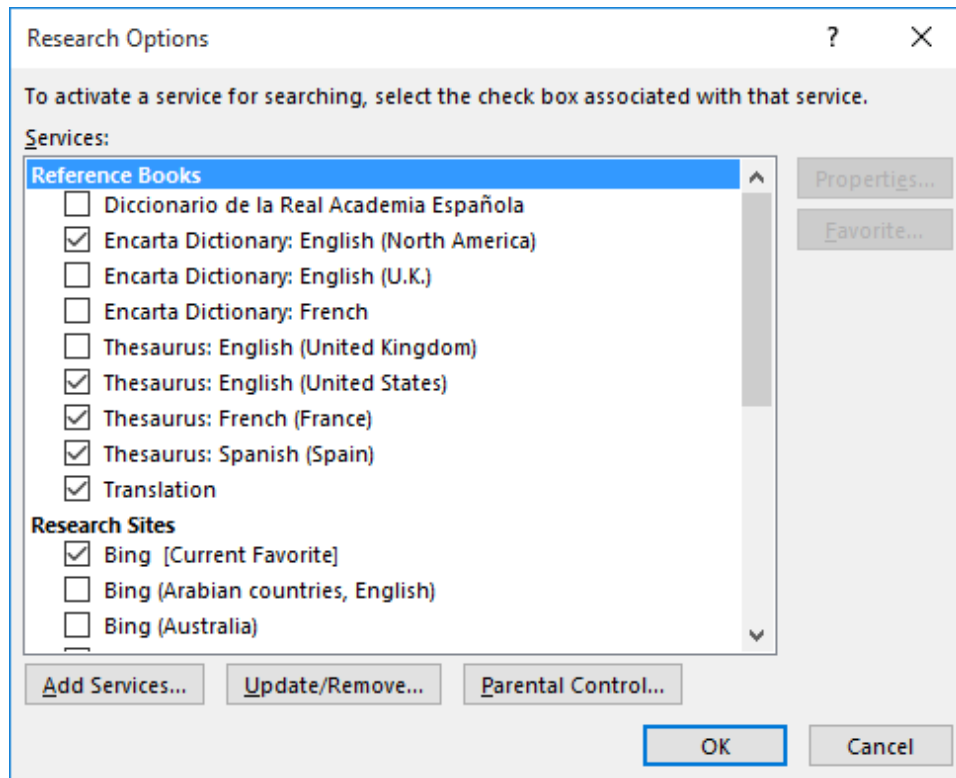 Research Options
To activate a service for searching, select the check box associated with that service.
Services:
Reference Books
Properties...
Diccionario de la Real Academia Española
Favorite...
Encarta Dictionary: English (North America)
Encarta Dictionary: English (U.K.)
Encarta Dictionary: French
Thesaurus: English (United Kingdom)
Thesaurus: English (United States)
Thesaurus: French (France)
Thesaurus: Spanish (Spain)
Translation
Research Sites
Bing [Current Favorite]
Bing (Arabian countries, English)
Bing (Australia)
Add Services... Update/Remove... Parental Control...
OK Cancel